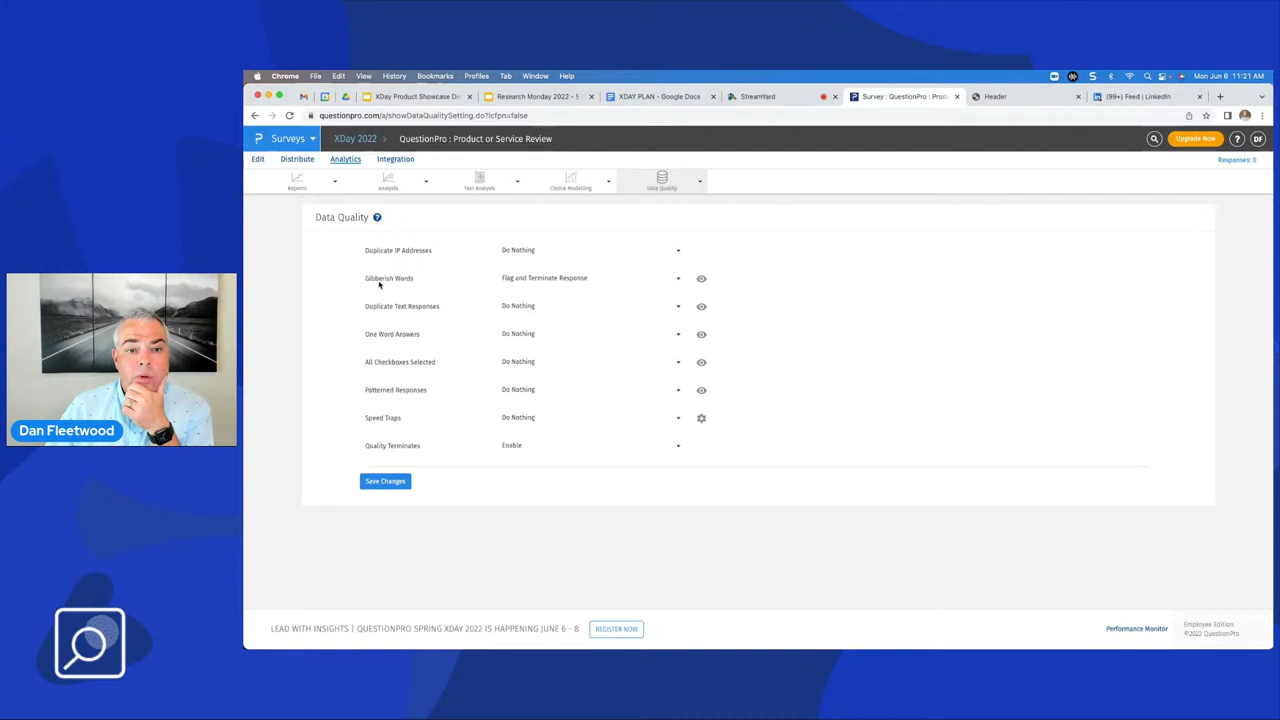 Chrome File Edit View History Bookmarks Profiles Tab Window Help Mon Jun 6 11:21 AM
XDay Product Showcase De
Research Monday 2022 - 5
XDAY PLAN - Google Docs
StreamYard
Survey : QuestionPro : Produ
Header
(99+) Feed | LinkedIn
questionpro.com/a/showDataQualitySetting.do?lcfpn=false
Surveys XDay 2022 > QuestionPro : Product or Service Review Upgrade Now ? DF
Edit Distribute Analytics Integration Responses: 0
Reports Analysis Text Analysis Choice Modelling Data Quality
Data Quality ?
Duplicate IP Addresses Do Nothing
Gibberish Words Flag and Terminate Response
Duplicate Text Responses Do Nothing
One Word Answers Do Nothing
All Checkboxes Selected Do Nothing
Patterned Responses Do Nothing
Speed Traps Do Nothing
Quality Terminates Enable
Save Changes
Dan Fleetwood
LEAD WITH INSIGHTS | QUESTIONPRO SPRING XDAY 2022 IS HAPPENING JUNE 6 - 8 REGISTER NOW
Performance Monitor
Employee Edition
©2022 QuestionPro